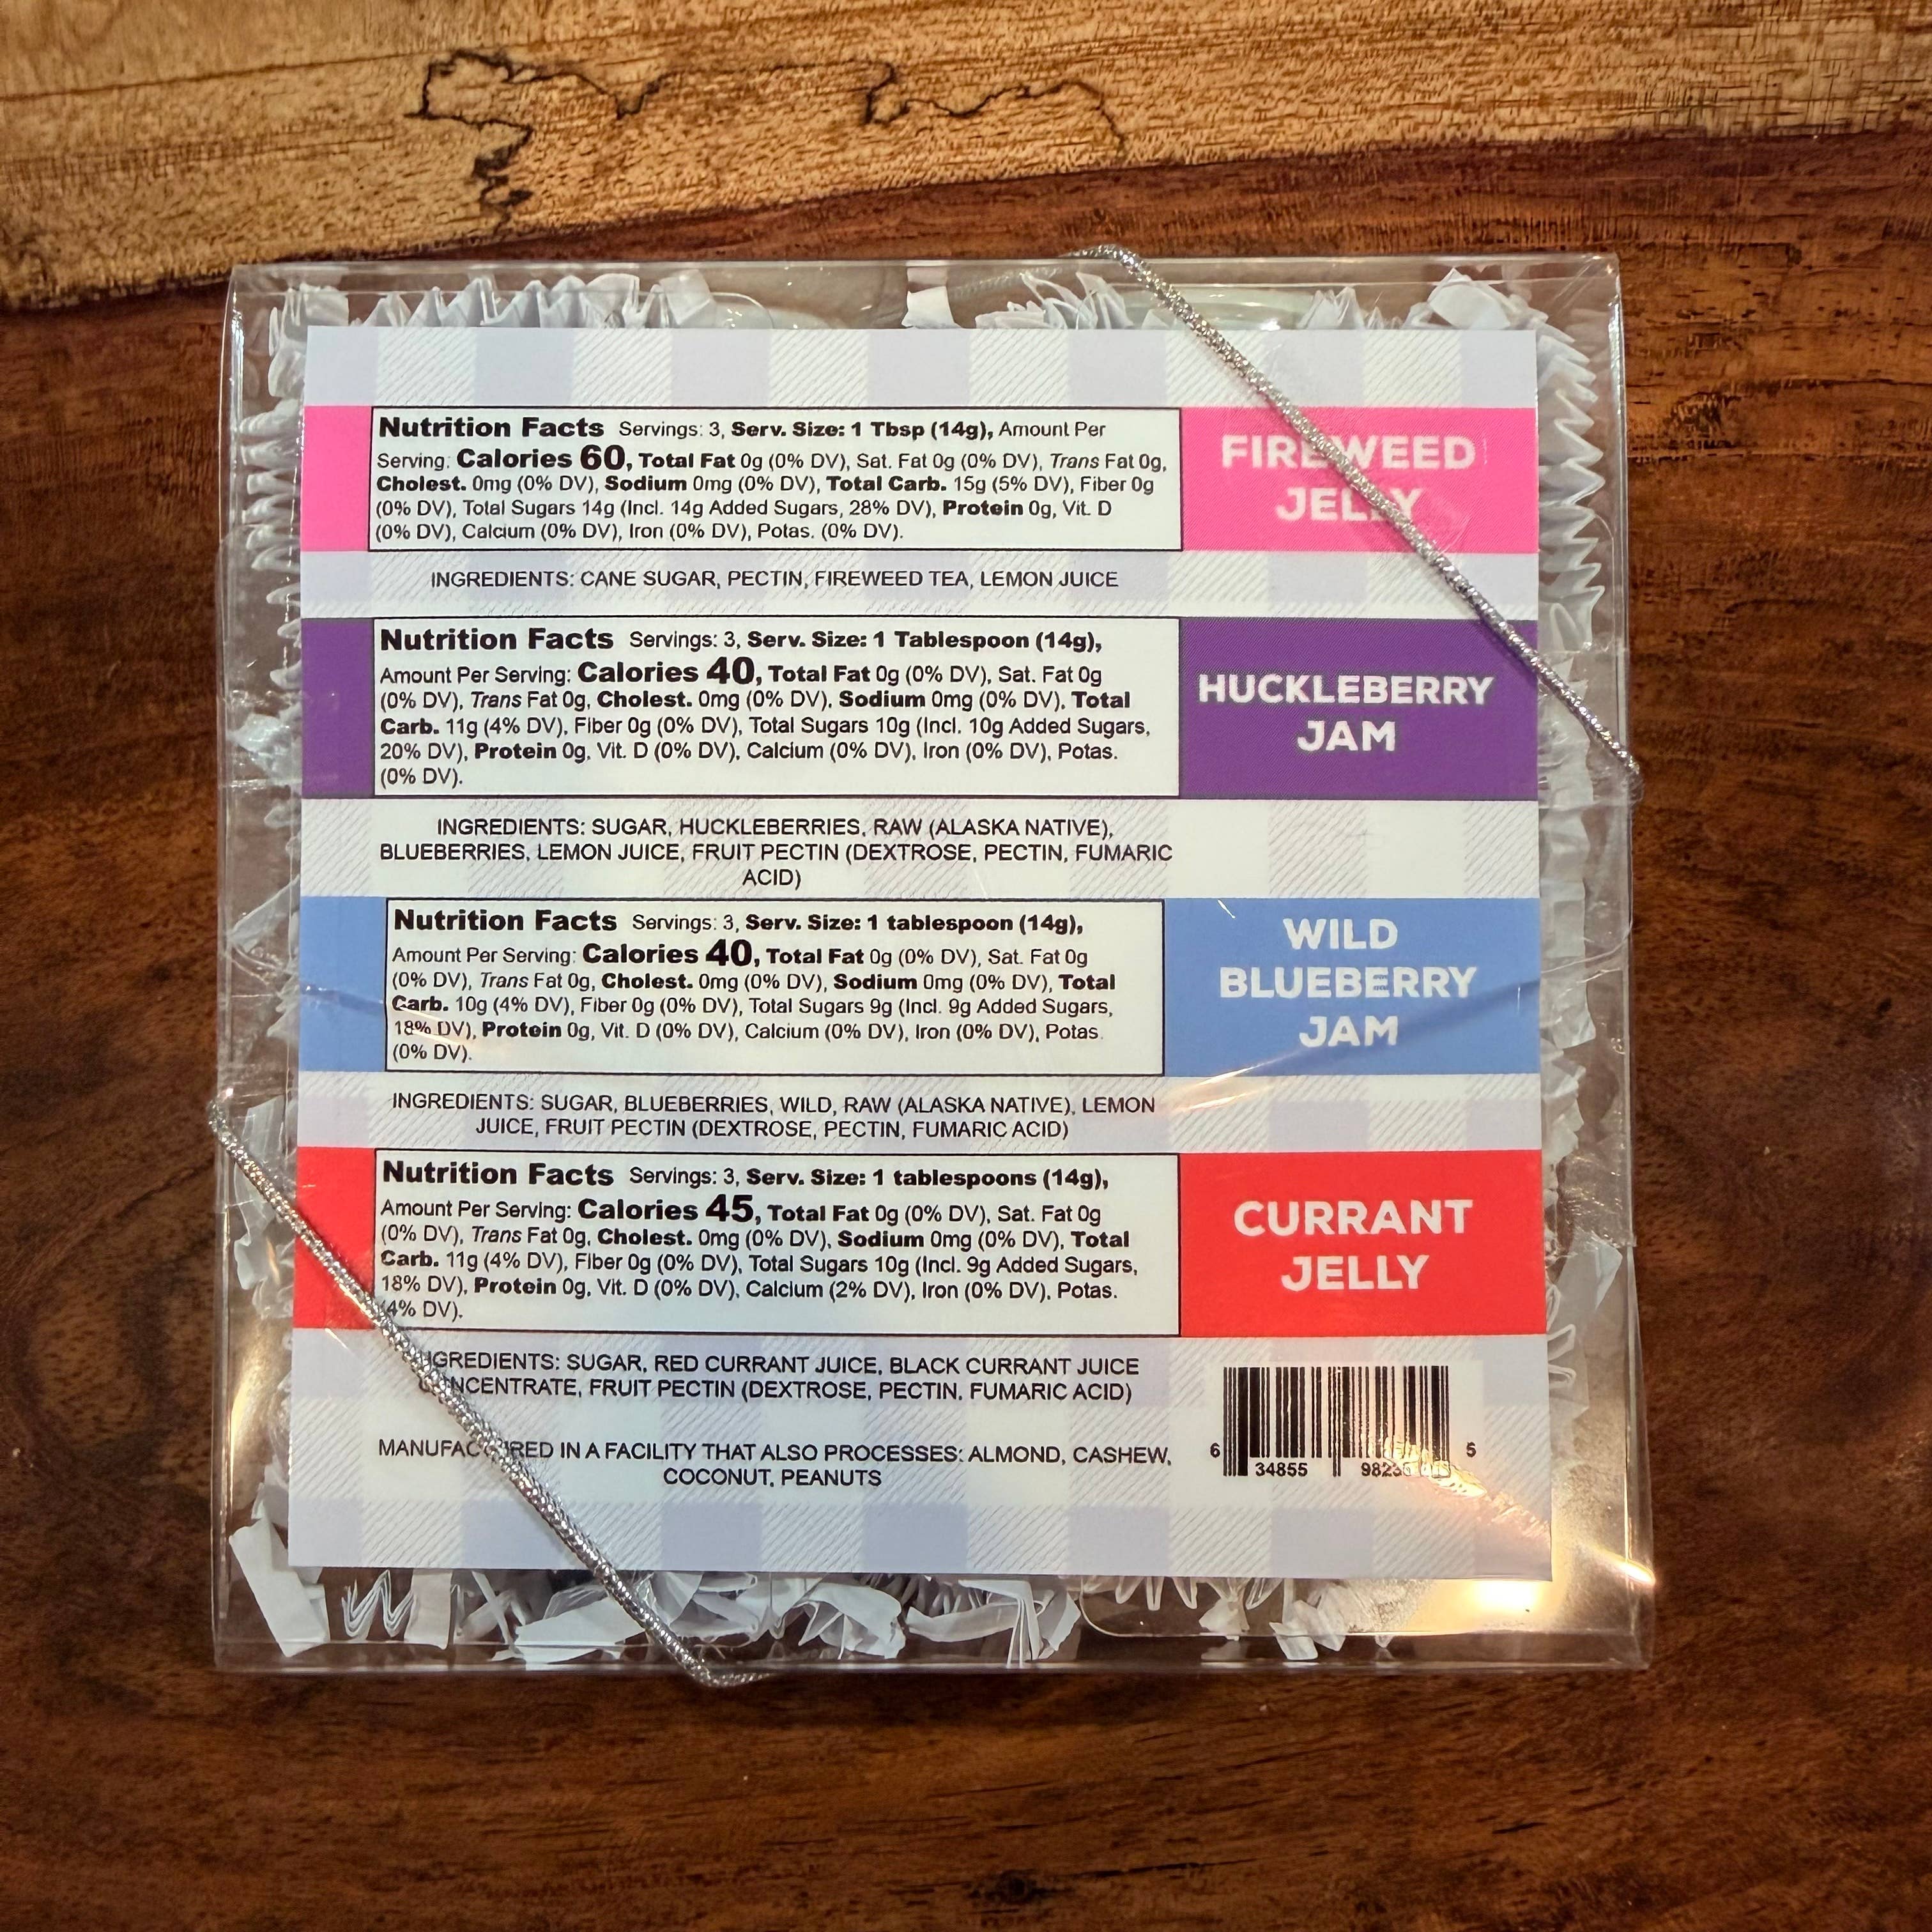 Nutrition Facts Servings: 3, Serv. Size: 1 Tbsp (14g), Amount Per
Serving: Calories 60, Total Fat 0g (0% DV), Sat. Fat 0g (0% DV), Trans Fat 0g,
Cholest. 0mg (0% DV), Sodium 0mg (0% DV), Total Carb. 15g (5% DV), Fiber 0g
(0% DV), Total Sugars 14g (Incl. 14g Added Sugars, 28% DV), Protein 0g, Vit. D
(0% DV), Calcium (0% DV), Iron (0% DV), Potas. (0% DV).
FIREWEED
JELLY
INGREDIENTS: CANE SUGAR, PECTIN, FIREWEED TEA, LEMON JUICE
Nutrition Facts Servings: 3, Serv. Size: 1 Tablespoon (14g),
Amount Per Serving: Calories 40, Total Fat 0g (0% DV), Sat. Fat 0g
(0% DV), Trans Fat 0g, Cholest. 0mg (0% DV), Sodium 0mg (0% DV), Total
Carb. 11g (4% DV), Fiber 0g (0% DV), Total Sugars 10g (Incl. 10g Added Sugars,
20% DV), Protein 0g, Vit. D (0% DV), Calcium (0% DV), Iron (0% DV), Potas.
(0% DV).
HUCKLEBERRY
JAM
INGREDIENTS: SUGAR, HUCKLEBERRIES, RAW (ALASKA NATIVE),
BLUEBERRIES, LEMON JUICE, FRUIT PECTIN (DEXTROSE, PECTIN, FUMARIC
ACID)
Nutrition Facts Servings: 3, Serv. Size: 1 tablespoon (14g),
Amount Per Serving: Calories 40, Total Fat 0g (0% DV), Sat. Fat 0g
(0% DV), Trans Fat 0g, Cholest. 0mg (0% DV), Sodium 0mg (0% DV), Total
Carb. 10g (4% DV), Fiber 0g (0% DV), Total Sugars 9g (Incl. 9g Added Sugars,
18% DV), Protein 0g, Vit. D (0% DV), Calcium (0% DV), Iron (0% DV), Potas.
(0% DV).
WILD
BLUEBERRY
JAM
INGREDIENTS: SUGAR, BLUEBERRIES, WILD, RAW (ALASKA NATIVE), LEMON
JUICE, FRUIT PECTIN (DEXTROSE, PECTIN, FUMARIC ACID)
Nutrition Facts Servings: 3, Serv. Size: 1 tablespoons (14g),
Amount Per Serving: Calories 45, Total Fat 0g (0% DV), Sat. Fat 0g
(0% DV), Trans Fat 0g, Cholest. 0mg (0% DV), Sodium 0mg (0% DV), Total
Carb. 11g (4% DV), Fiber 0g (0% DV), Total Sugars 10g (Incl. 9g Added Sugars,
18% DV), Protein 0g, Vit. D (0% DV), Calcium (2% DV), Iron (0% DV), Potas.
(4% DV).
CURRANT
JELLY
INGREDIENTS: SUGAR, RED CURRANT JUICE, BLACK CURRANT JUICE
CONCENTRATE, FRUIT PECTIN (DEXTROSE, PECTIN, FUMARIC ACID)
MANUFACTURED IN A FACILITY THAT ALSO PROCESSES: ALMOND, CASHEW,
COCONUT, PEANUTS
6 34855 5